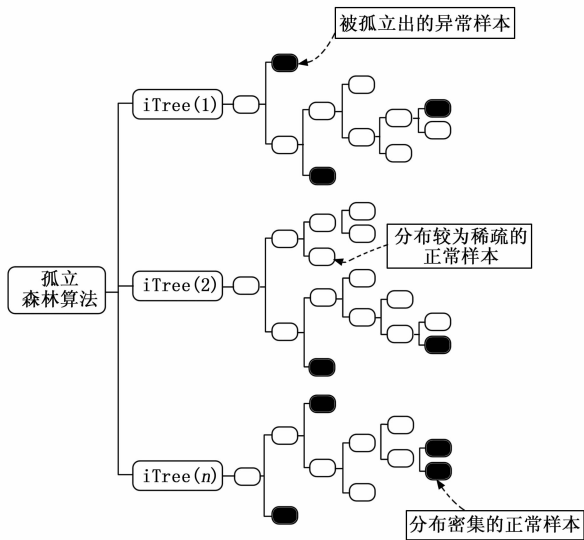 被孤立出的异常样本
iTree(1)
分布较为稀疏的
正常样本
孤立
森林算法
iTree(2)
iTree(n)
分布密集的正常样本